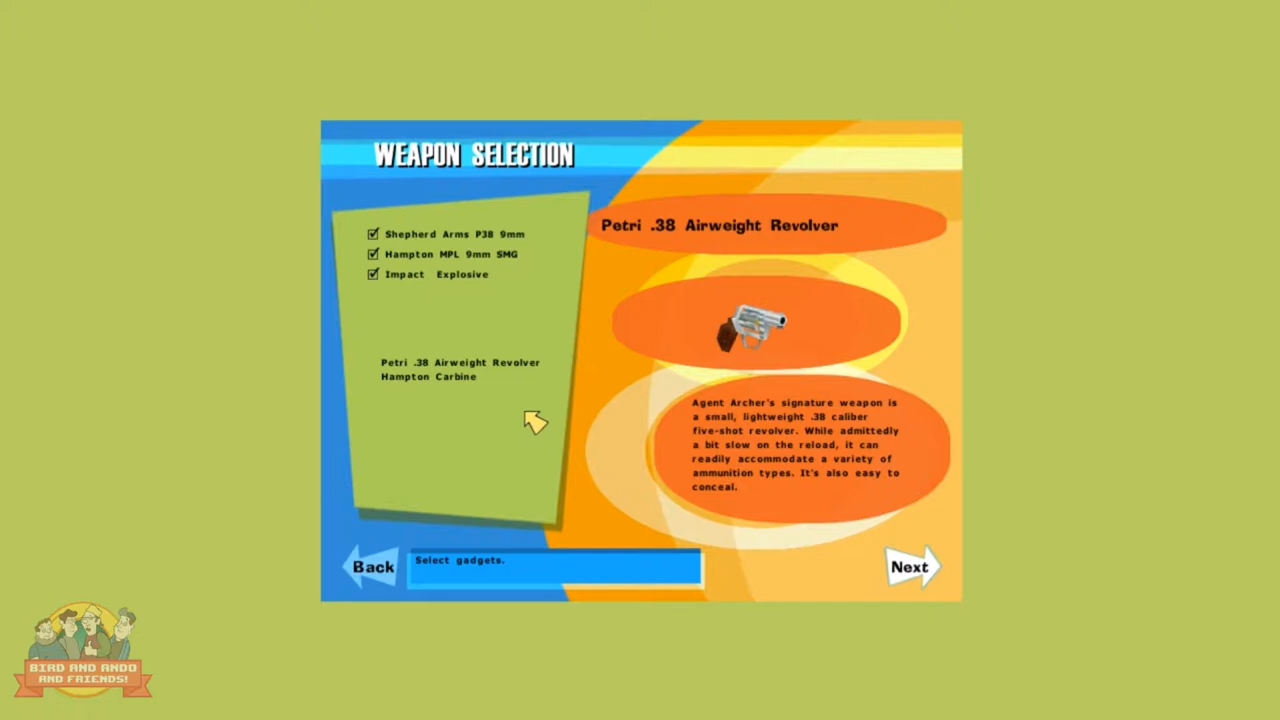 WEAPON SELECTION
Shepherd Arms P38 9mm
Hampton MPL 9mm SMG
Impact Explosive
Petri .38 Airweight Revolver
Hampton Carbine
Petri .38 Airweight Revolver
Agent Archer's signature weapon is
a small, lightweight .38 caliber
five-shot revolver. While admittedly
a bit slow on the reload, it can
readily accommodate a variety of
ammunition types. It's also easy to
conceal.
Back
Select gadgets.
Next
BIRD AND ANDO
AND FRIENDS!